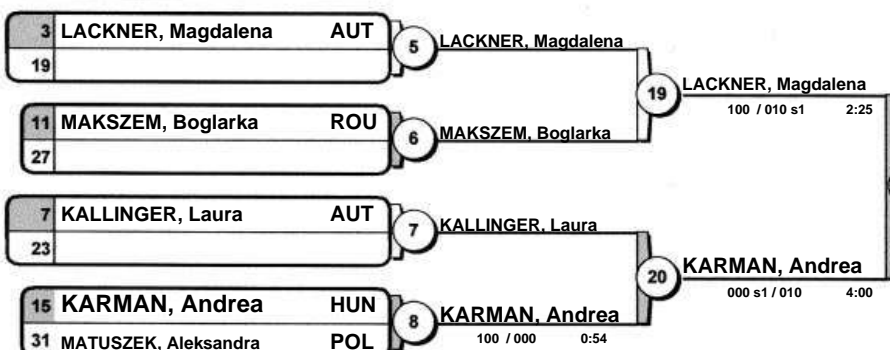 3 LACKNER, Magdalena AUT
19
5 LACKNER, Magdalena
11 MAKSZEM, Boglarka ROU
27
6 MAKSZEM, Boglarka
19 LACKNER, Magdalena
100 / 010 s1 2:25
7 KALLINGER, Laura AUT
23
7 KALLINGER, Laura
15 KARMAN, Andrea HUN
31 MATUSZEK, Aleksandra POL
8 KARMAN, Andrea
100 / 000 0:54
20 KARMAN, Andrea
000 s1 / 010 4:00